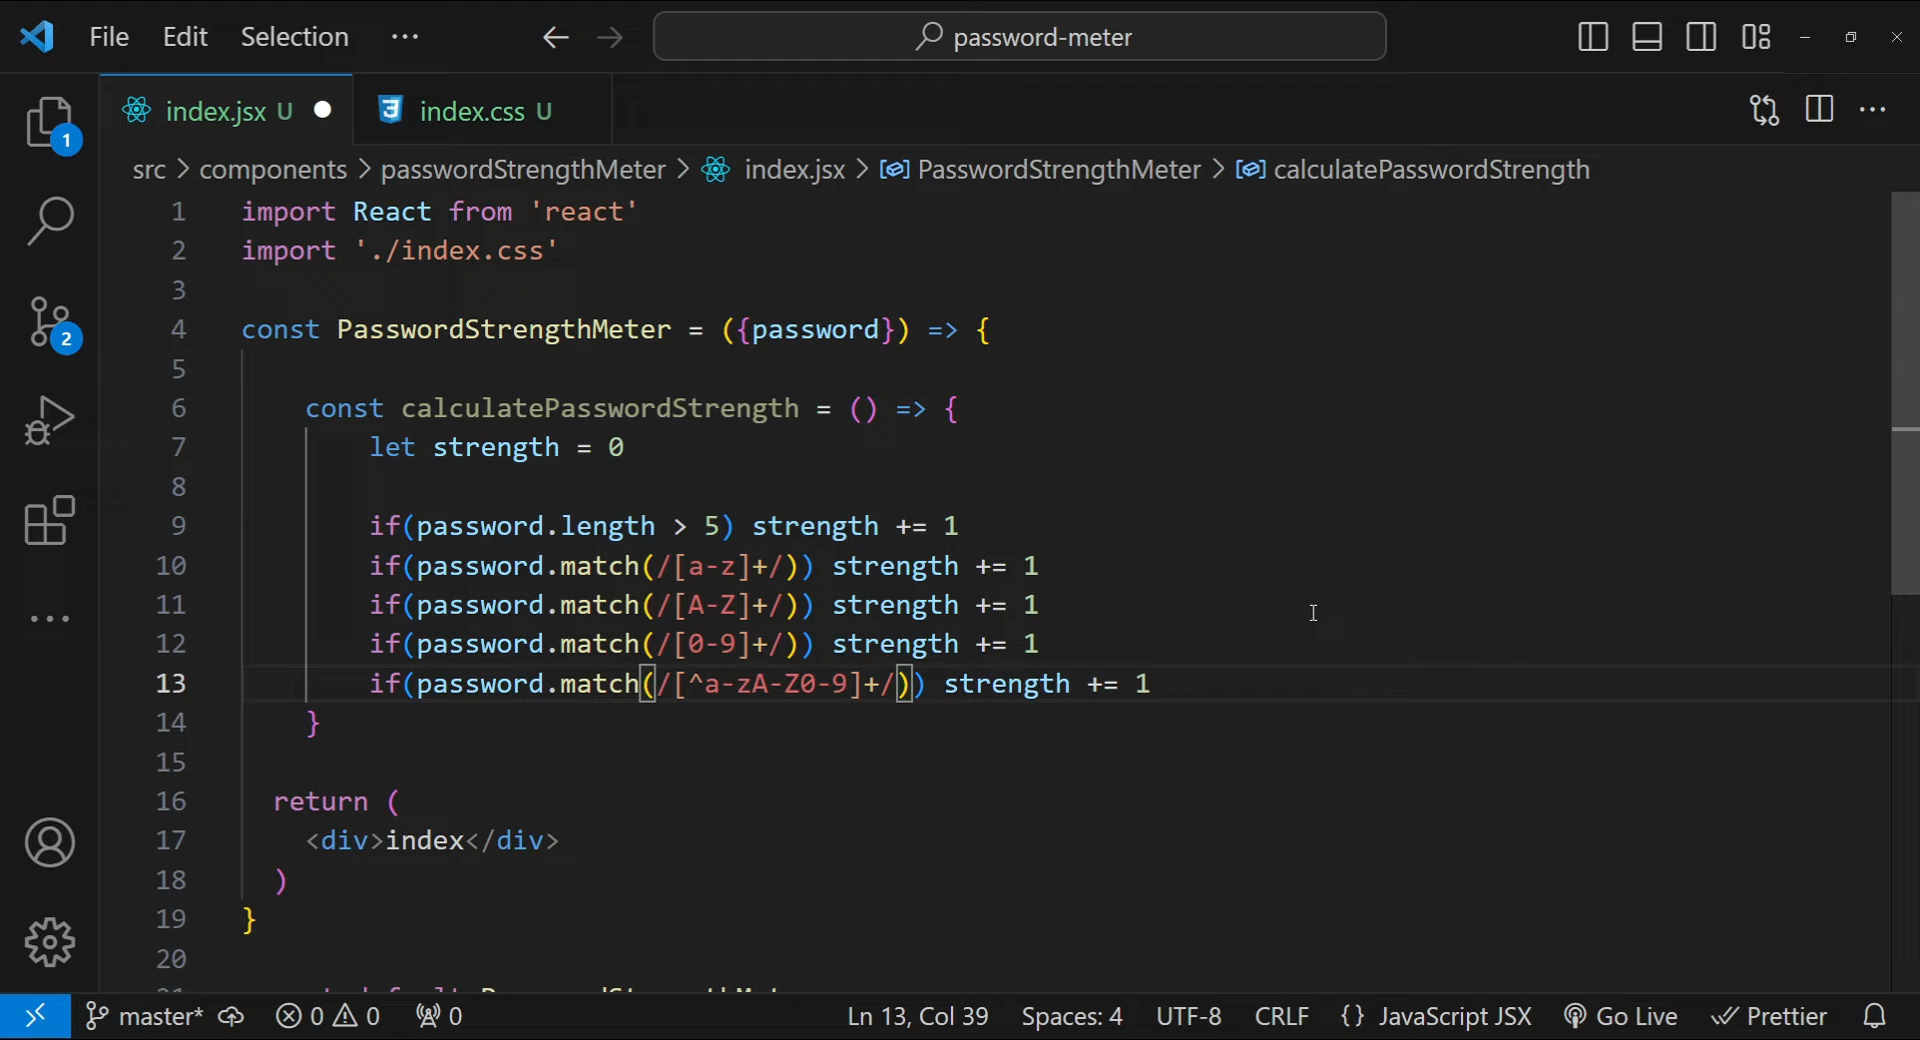 File Edit Selection ··· password-meter
index.jsx U index.css U
src > components > passwordStrengthMeter > index.jsx > PasswordStrengthMeter > calculatePasswordStrength
1 import React from 'react'
2 import './index.css'
3
4 const PasswordStrengthMeter = ({password}) => {
5
6 const calculatePasswordStrength = () => {
7 let strength = 0
8
9 if(password.length > 5) strength += 1
10 if(password.match(/[a-z]+/)) strength += 1
11 if(password.match(/[A-Z]+/)) strength += 1
12 if(password.match(/[0-9]+/)) strength += 1
13 if(password.match(/[^a-zA-Z0-9]+/)) strength += 1
14 }
15
16 return (
17 <div>index</div>
18 )
19 }
20
1
2
master* 0 0 0 Ln 13, Col 39 Spaces: 4 UTF-8 CRLF {} JavaScript JSX Go Live Prettier